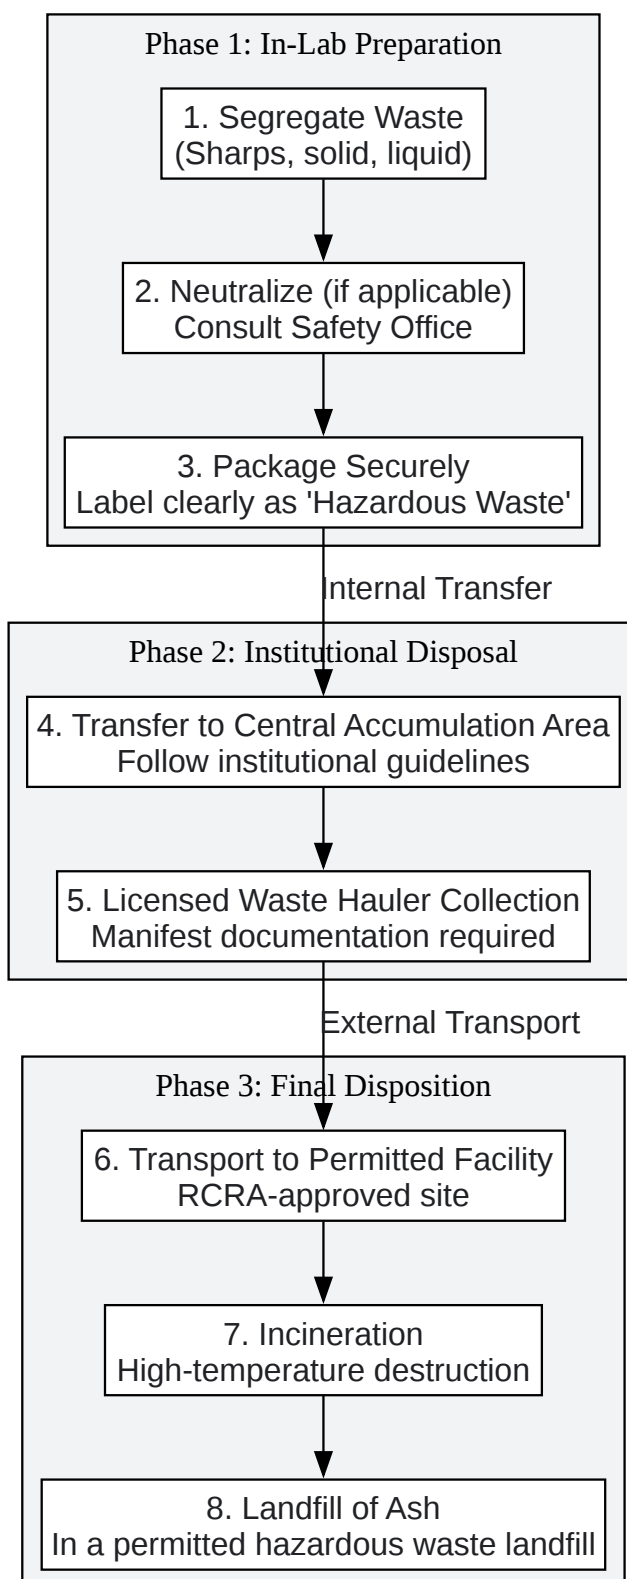 Phase 1: In-Lab Preparation
1. Segregate Waste
(Sharps, solid, liquid)
2. Neutralize (if applicable)
Consult Safety Office
3. Package Securely
Label clearly as 'Hazardous Waste'
Internal Transfer
Phase 2: Institutional Disposal
4. Transfer to Central Accumulation Area
Follow institutional guidelines
5. Licensed Waste Hauler Collection
Manifest documentation required
External Transport
Phase 3: Final Disposition
6. Transport to Permitted Facility
RCRA-approved site
7. Incineration
High-temperature destruction
8. Landfill of Ash
In a permitted hazardous waste landfill